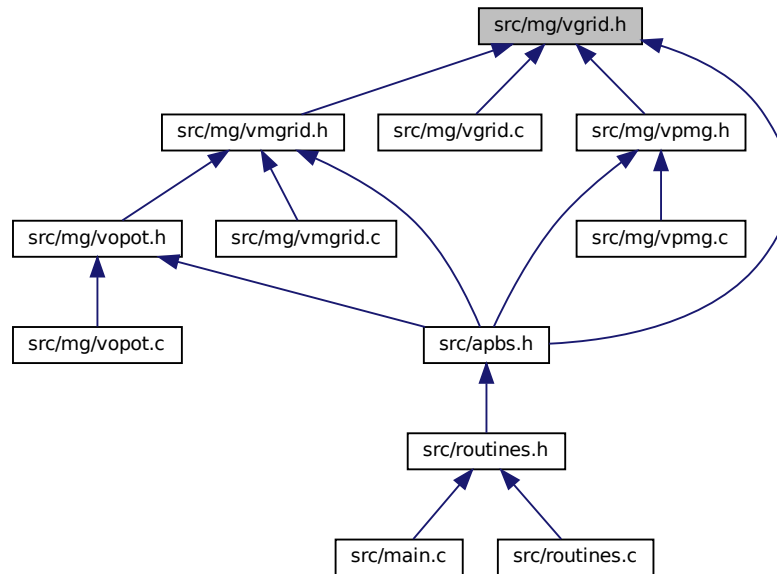 src/mg/vgrid.h
src/mg/vmgrid.h
src/mg/vgrid.c
src/mg/vpmg.h
src/mg/vopot.h
src/mg/vmgrid.c
src/mg/vpmg.c
src/mg/vopot.c
src/apbs.h
src/routines.h
src/main.c
src/routines.c